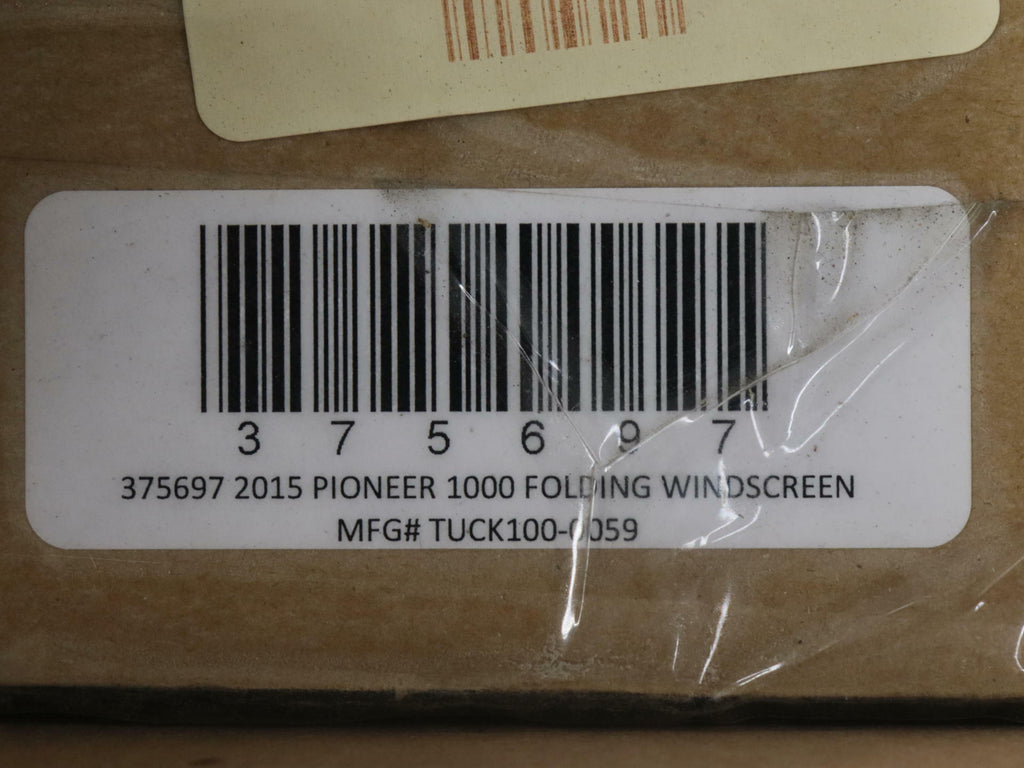 3 7 5 6 9 7
375697 2015 PIONEER 1000 FOLDING WINDSCREEN
MFG# TUCK100-0059